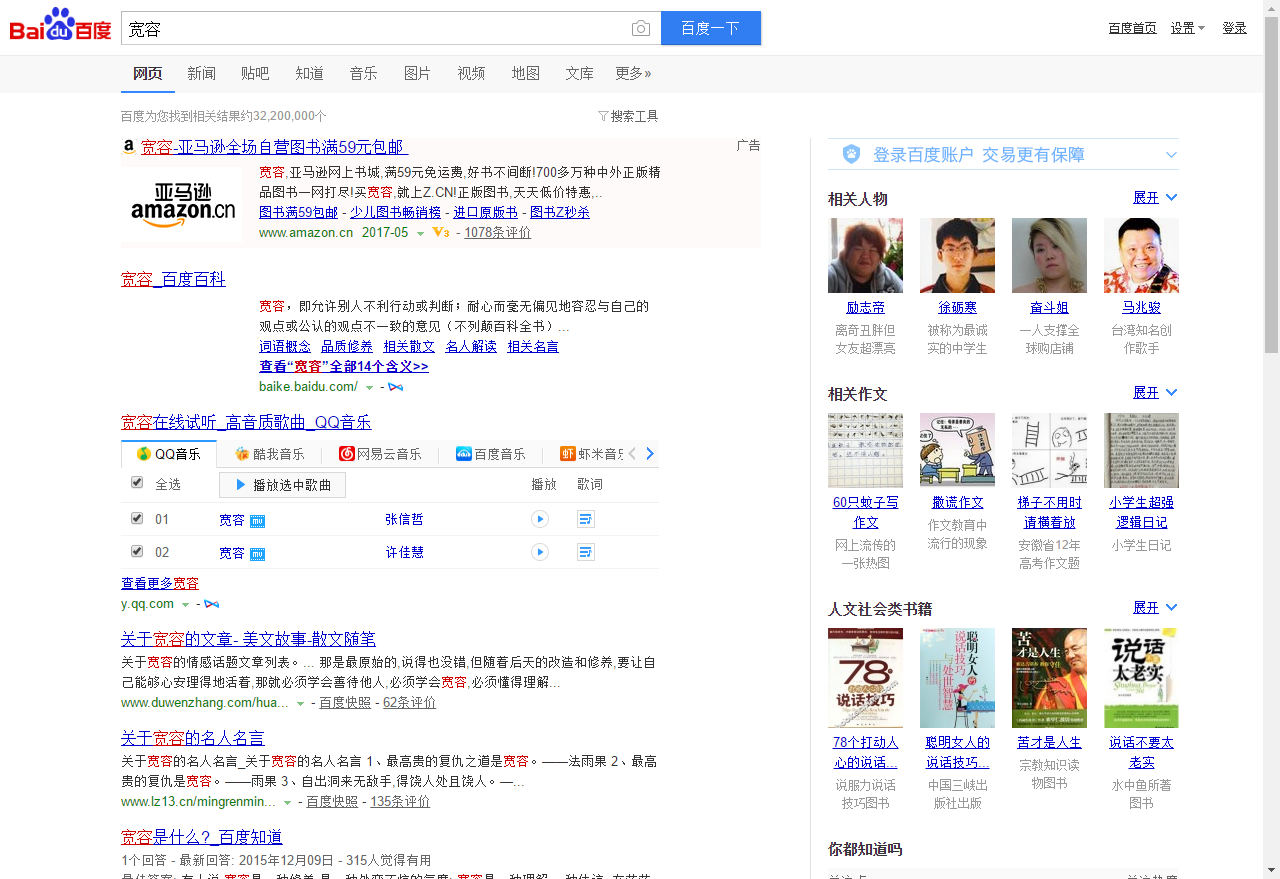 Bai du 百度
宽容
百度一下
百度首页 设置 登录
网页 新闻 贴吧 知道 音乐 图片 视频 地图 文库 更多»
百度为您找到相关结果约32,200,000个
搜索工具
宽容-亚马逊全场自营图书满59元包邮
广告
亚马逊
amazon.cn
宽容,亚马逊网上书城,满59元免运费,好书不间断!700多万种中外正版精
品图书一网打尽!买宽容,就上Z.CN!正版图书,天天低价特惠,..
图书满59包邮 - 少儿图书畅销榜 - 进口原版书 - 图书Z秒杀
www.amazon.cn 2017-05 V3 - 1078条评价
宽容_百度百科
宽容，即允许别人不利行动或判断；耐心而毫无偏见地容忍与自己的
观点或公认的观点不一致的意见（不列颠百科全书）...
词语概念 品质修养 相关散文 名人解读 相关名言
查看“宽容”全部14个含义>>
baike.baidu.com/ -
宽容在线试听_高音质歌曲_QQ音乐
QQ音乐 酷我音乐 网易云音乐 百度音乐 虾米音乐
全选 播放选中歌曲 播放 歌词
01 宽容 MV 张信哲
02 宽容 MV 许佳慧
查看更多宽容
y.qq.com -
关于宽容的文章- 美文故事-散文随笔
关于宽容的情感话题文章列表。... 那是最原始的,说得也没错,但随着后天的改造和修养,要让自
己能够心安理得地活着,那就必须学会善待他人,必须学会宽容,必须懂得理解...
www.duwenzhang.com/hua... - 百度快照 - 62条评价
关于宽容的名人名言
关于宽容的名人名言_关于宽容的名人名言 1、最高贵的复仇之道是宽容。——法雨果 2、最高
贵的复仇是宽容。——雨果 3、自出洞来无敌手,得饶人处且饶人。—...
www.lz13.cn/mingrenmin... - 百度快照 - 135条评价
宽容是什么?_百度知道
1个回答 - 最新回答: 2015年12月09日 - 315人觉得有用
登录百度账户 交易更有保障
相关人物 展开
励志帝 徐砺寒 奋斗姐 马兆骏
离奇丑胖但 被称为最诚 一人支撑全 台湾知名创
女友超漂亮 实的中学生 球购店铺 作歌手
相关作文 展开
60只蚊子写 撒谎作文 梯子不用时 小学生超强
作文 请横着放 逻辑日记
网上流传的 作文教育中 安徽省12年 小学生日记
一张热图 流行的现象 高考作文题
人文社会类书籍 展开
78个
说话技巧
聪明女人的
说话技巧
与处世智慧
苦
才是人生
说话
太老实
78个打动人 聪明女人的 苦才是人生 说话不要太
心的说话... 说话技巧... 老实
说服力说话 中国三峡出 宗教知识读 水中鱼所著
技巧图书 版社出版 物图书 图书
你都知道吗